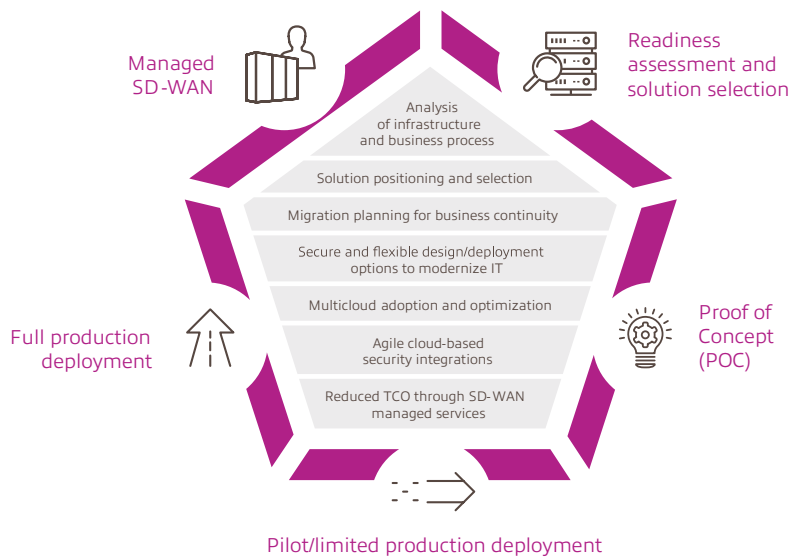 Managed
SD-WAN
Readiness
assessment and
solution selection
Analysis
of infrastructure
and business process
Solution positioning and selection
Migration planning for business continuity
Secure and flexible design/deployment
options to modernize IT
Multicloud adoption and optimization
Agile cloud-based
security integrations
Reduced TCO through SD-WAN
managed services
Full production
deployment
Proof of
Concept
(POC)
Pilot/limited production deployment